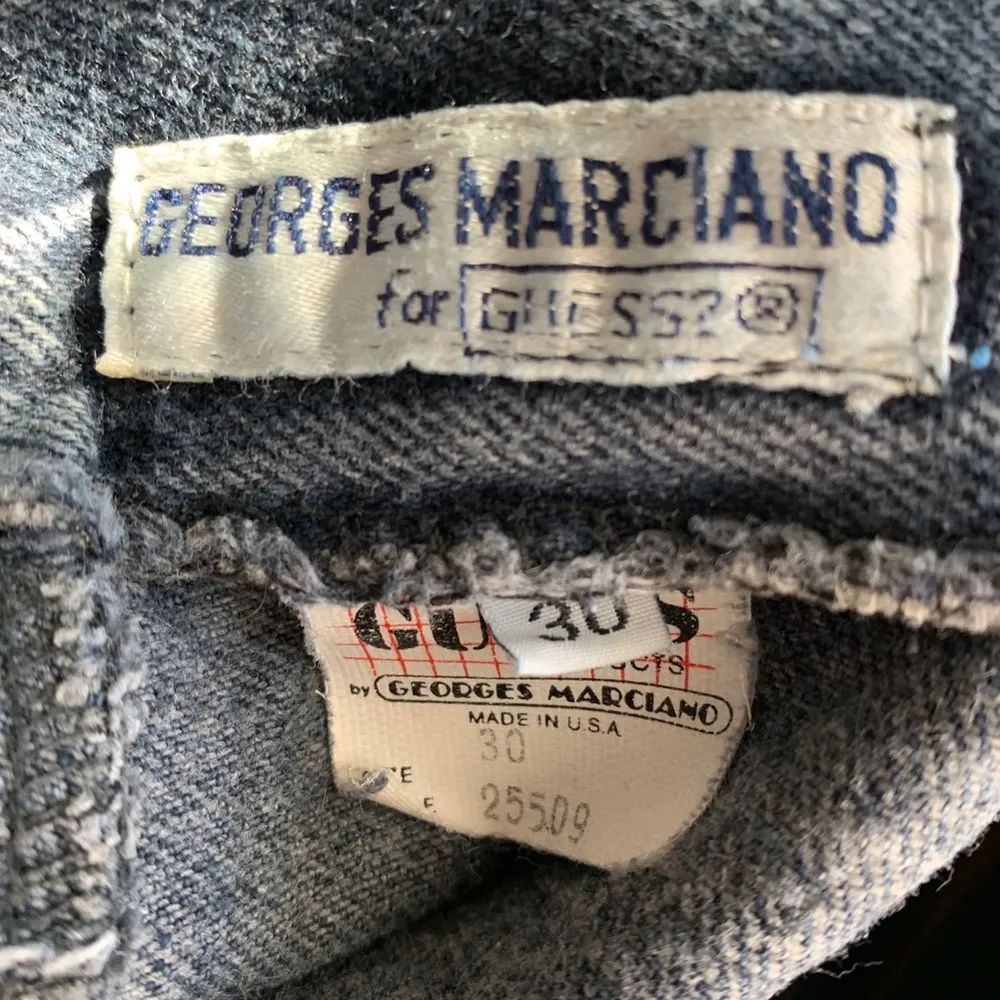 GEORGES MARCIANO
for GUESS?®
30
by GEORGES MARCIANO
MADE IN U.S.A
30
25509